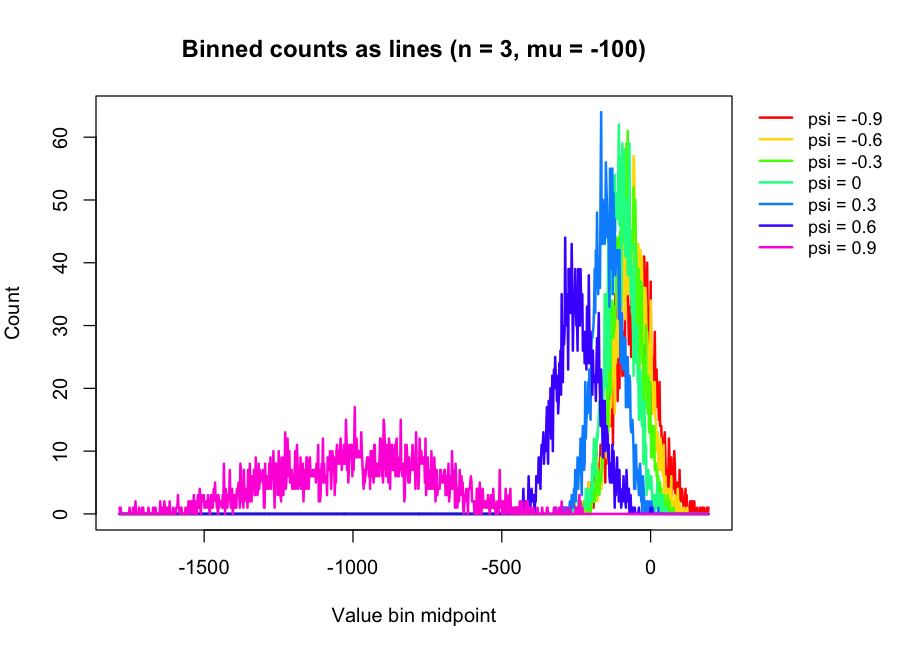 Binned counts as lines (n = 3, mu = -100)
Count
0
10
20
30
40
50
60
-1500
-1000
-500
0
Value bin midpoint
psi = -0.9
psi = -0.6
psi = -0.3
psi = 0
psi = 0.3
psi = 0.6
psi = 0.9